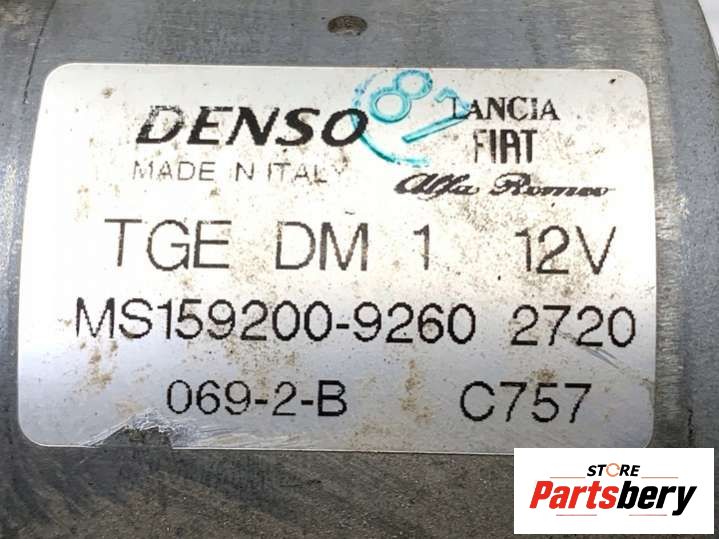 DENSO
MADE IN ITALY
82
LANCIA
FIAT
Alfa Romeo
TGE DM 1 12V
MS159200-9260 2720
069-2-B C757
STORE
Partsbery